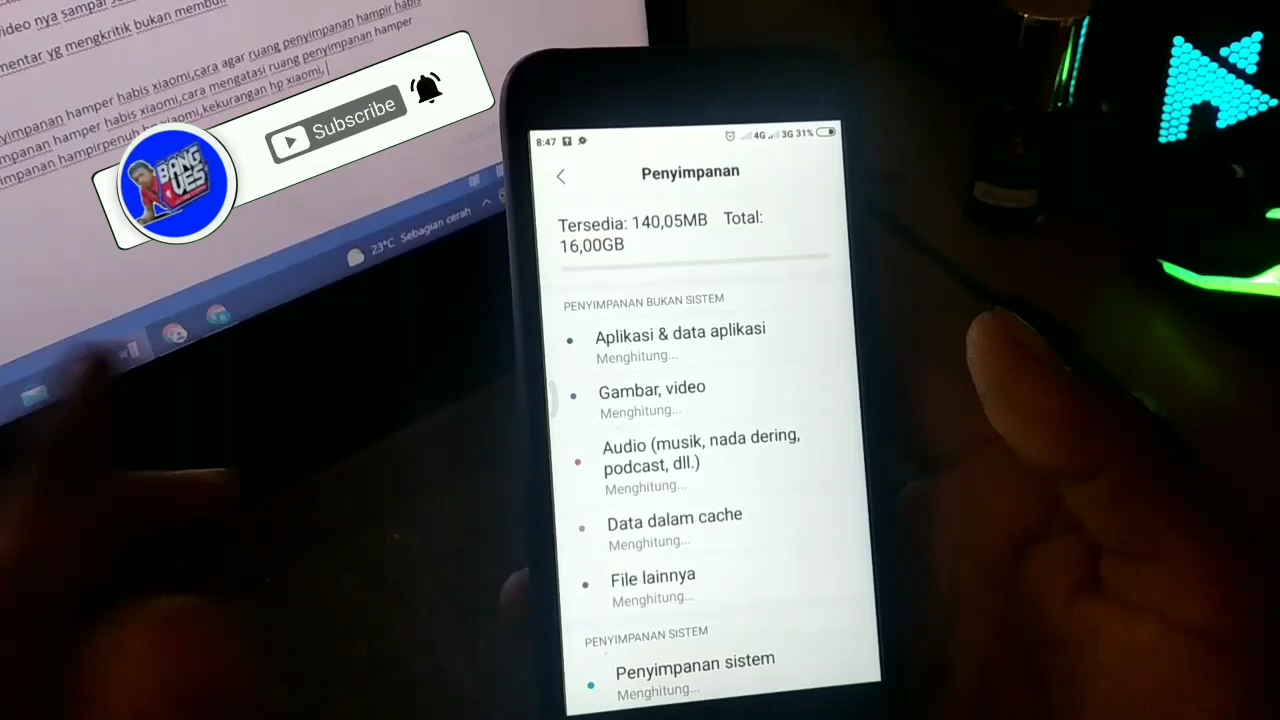 video nya sampai
mentar yg mengkritik bukan membuli
yimpanan hamper habis xiaomi,cara agar ruang penyimpanan hampir habis
mpanan hamper habis xiaomi,cara mengatasi ruang penyimpanan hamper
impanan hampirpenuh hp xiaomi,kekurangan hp xiaomi,
Subscribe
BANG
VES
23°C Sebagian cerah
8:47 4G 3G 31%
Penyimpanan
Tersedia: 140,05MB Total:
16,00GB
PENYIMPANAN BUKAN SISTEM
Aplikasi & data aplikasi
Menghitung...
Gambar, video
Menghitung...
Audio (musik, nada dering,
podcast, dll.)
Menghitung...
Data dalam cache
Menghitung...
File lainnya
Menghitung...
PENYIMPANAN SISTEM
Penyimpanan sistem
Menghitung...